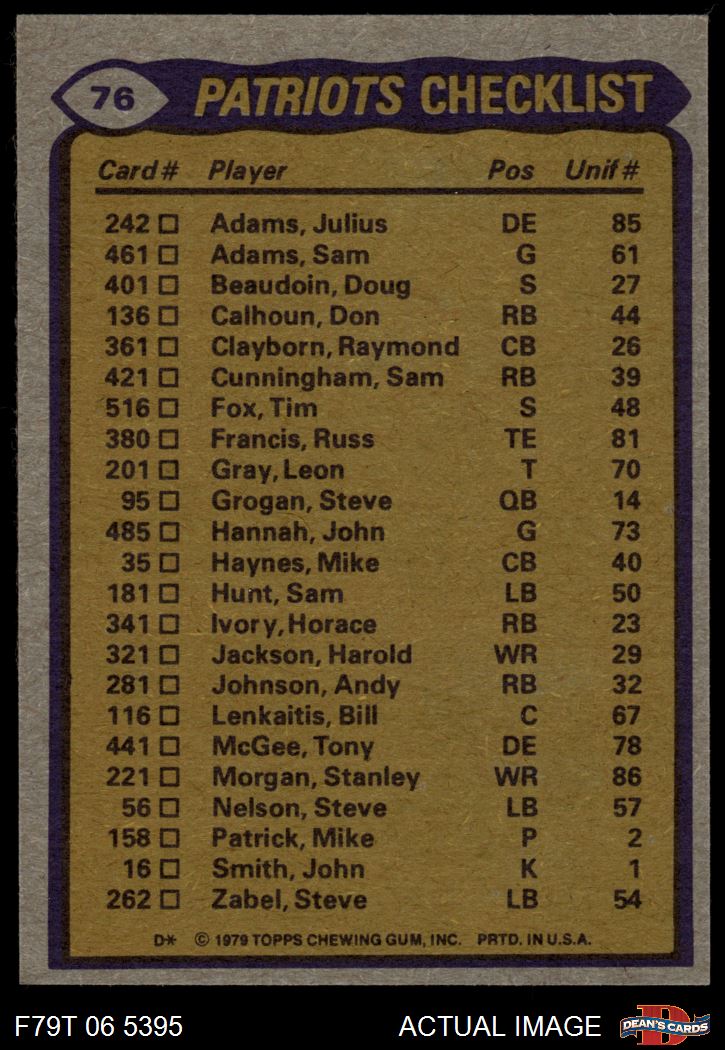 76 PATRIOTS CHECKLIST
Card # Player Pos Unif #
242 Adams, Julius DE 85
461 Adams, Sam G 61
401 Beaudoin, Doug S 27
136 Calhoun, Don RB 44
361 Clayborn, Raymond CB 26
421 Cunningham, Sam RB 39
516 Fox, Tim S 48
380 Francis, Russ TE 81
201 Gray, Leon T 70
95 Grogan, Steve QB 14
485 Hannah, John G 73
35 Haynes, Mike CB 40
181 Hunt, Sam LB 50
341 Ivory, Horace RB 23
321 Jackson, Harold WR 29
281 Johnson, Andy RB 32
116 Lenkaitis, Bill C 67
441 McGee, Tony DE 78
221 Morgan, Stanley WR 86
56 Nelson, Steve LB 57
158 Patrick, Mike P 2
16 Smith, John K 1
262 Zabel, Steve LB 54
D* © 1979 TOPPS CHEWING GUM, INC. PRTD. IN U.S.A.
F79T 06 5395 ACTUAL IMAGE D DEAN'S CARDS